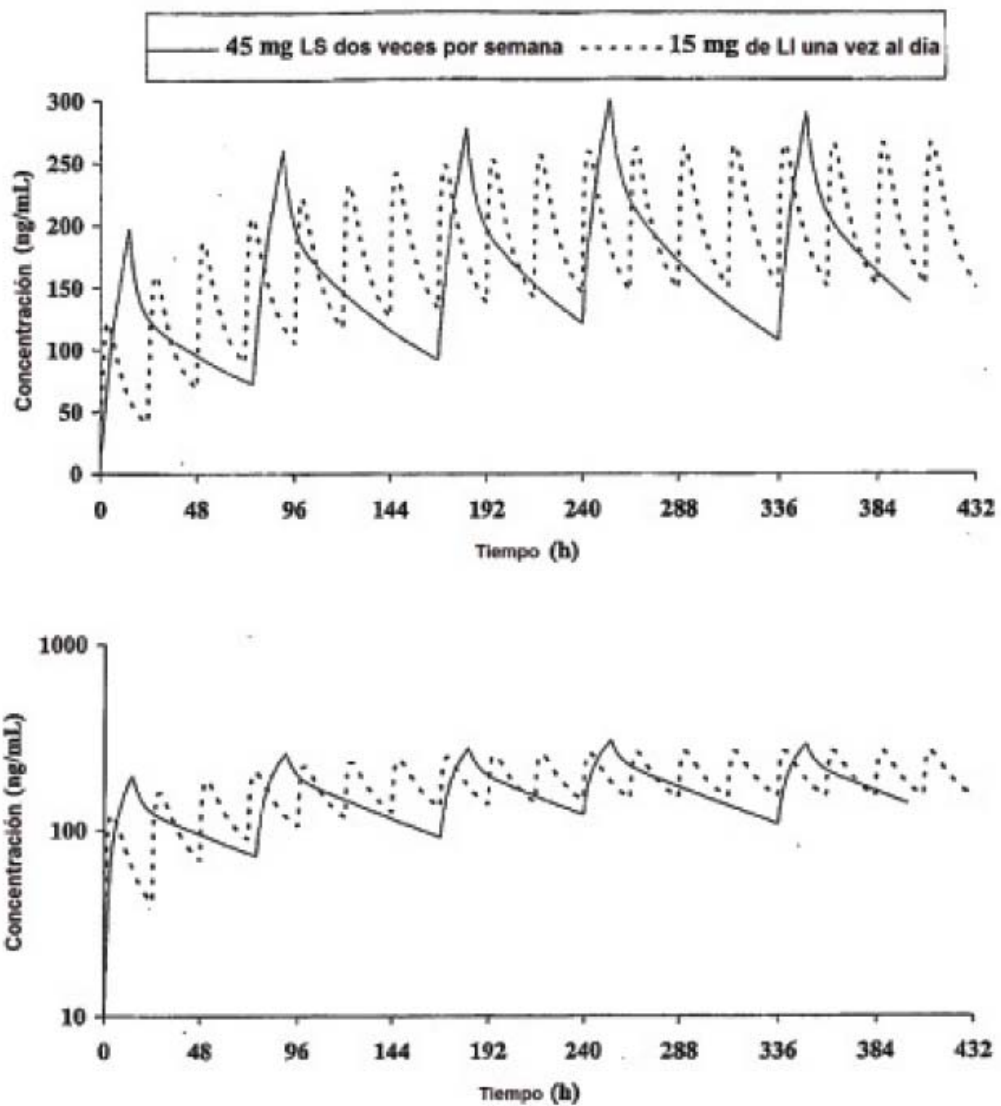 45 mg LS dos veces por semana 15 mg de LI una vez al día
Concentración (ng/mL)
300
250
200
150
100
50
0
0 48 96 144 192 240 288 336 384 432
Tiempo (h)
Concentración (ng/mL)
1000
100
10
0 48 96 144 192 240 288 336 384 432
Tiempo (h)